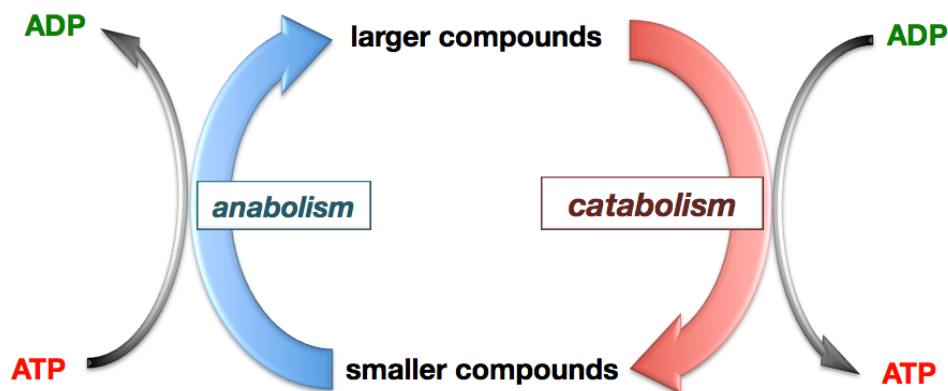 ADP
larger compounds
ADP
anabolism
catabolism
ATP
smaller compounds
ATP